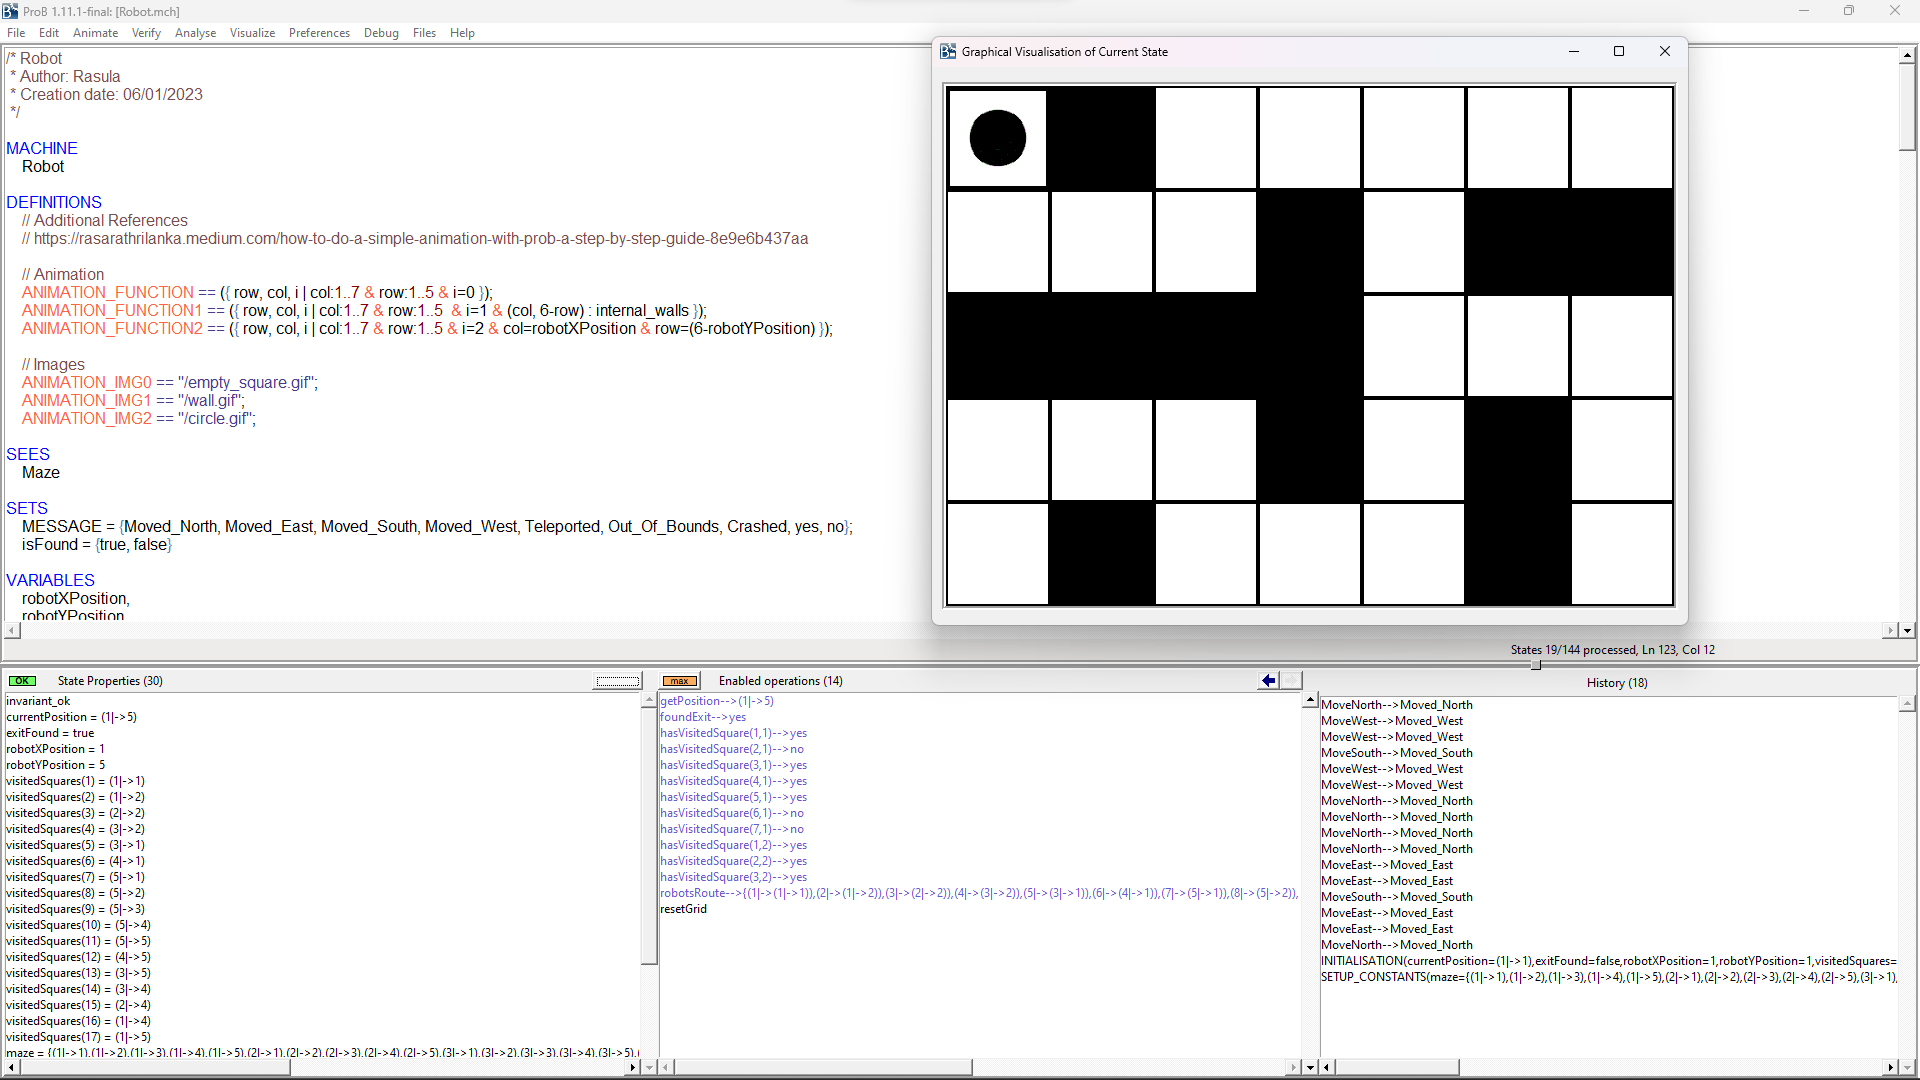 ProB 1.11.1-final: [Robot.mch]
File Edit Animate Verify Analyse Visualize Preferences Debug Files Help
/* Robot
* Author: Rasula
* Creation date: 06/01/2023
*/
MACHINE
Robot
DEFINITIONS
// Additional References
// https://rasarathrilanka.medium.com/how-to-do-a-simple-animation-with-prob-a-step-by-step-guide-8e9e6b437aa
// Animation
ANIMATION_FUNCTION == ({ row, col, i | col:1..7 & row:1..5 & i=0 });
ANIMATION_FUNCTION1 == ({ row, col, i | col:1..7 & row:1..5  & i=1 & (col, 6-row) : internal_walls });
ANIMATION_FUNCTION2 == ({ row, col, i | col:1..7 & row:1..5 & i=2 & col=robotXPosition & row=(6-robotYPosition) });
// Images
ANIMATION_IMG0 == "/empty_square.gif";
ANIMATION_IMG1 == "/wall.gif";
ANIMATION_IMG2 == "/circle.gif";
SEES
Maze
SETS
MESSAGE = {Moved_North, Moved_East, Moved_South, Moved_West, Teleported, Out_Of_Bounds, Crashed, yes, no};
isFound = {true, false}
VARIABLES
robotXPosition,
robotYPosition
Graphical Visualisation of Current State
States 19/144 processed, Ln 123, Col 12
OK State Properties (30)
invariant_ok
currentPosition = (1|->5)
exitFound = true
robotXPosition = 1
robotYPosition = 5
visitedSquares(1) = (1|->1)
visitedSquares(2) = (1|->2)
visitedSquares(3) = (2|->2)
visitedSquares(4) = (3|->2)
visitedSquares(5) = (3|->1)
visitedSquares(6) = (4|->1)
visitedSquares(7) = (5|->1)
visitedSquares(8) = (5|->2)
visitedSquares(9) = (5|->3)
visitedSquares(10) = (5|->4)
visitedSquares(11) = (5|->5)
visitedSquares(12) = (4|->5)
visitedSquares(13) = (3|->5)
visitedSquares(14) = (3|->4)
visitedSquares(15) = (2|->4)
visitedSquares(16) = (1|->4)
visitedSquares(17) = (1|->5)
maze = {(1|->1),(1|->2),(1|->3),(1|->4),(1|->5),(2|->1),(2|->2),(2|->3),(2|->4),(2|->5),(3|->1),(3|->2),(3|->3),(3|->4),(3|->5),(
max Enabled operations (14)
getPosition-->(1|->5)
foundExit-->yes
hasVisitedSquare(1,1)-->yes
hasVisitedSquare(2,1)-->no
hasVisitedSquare(3,1)-->yes
hasVisitedSquare(4,1)-->yes
hasVisitedSquare(5,1)-->yes
hasVisitedSquare(6,1)-->no
hasVisitedSquare(7,1)-->no
hasVisitedSquare(1,2)-->yes
hasVisitedSquare(2,2)-->yes
hasVisitedSquare(3,2)-->yes
robotsRoute-->{(1|->(1|->1)),(2|->(1|->2)),(3|->(2|->2)),(4|->(3|->2)),(5|->(3|->1)),(6|->(4|->1)),(7|->(5|->1)),(8|->(5|->2)),
resetGrid
History (18)
MoveNorth-->Moved_North
MoveWest-->Moved_West
MoveWest-->Moved_West
MoveSouth-->Moved_South
MoveWest-->Moved_West
MoveWest-->Moved_West
MoveNorth-->Moved_North
MoveNorth-->Moved_North
MoveNorth-->Moved_North
MoveNorth-->Moved_North
MoveEast-->Moved_East
MoveEast-->Moved_East
MoveSouth-->Moved_South
MoveEast-->Moved_East
MoveEast-->Moved_East
MoveNorth-->Moved_North
INITIALISATION(currentPosition=(1|->1),exitFound=false,robotXPosition=1,robotYPosition=1,visitedSquares=
SETUP_CONSTANTS(maze={(1|->1),(1|->2),(1|->3),(1|->4),(1|->5),(2|->1),(2|->2),(2|->3),(2|->4),(2|->5),(3|->1),